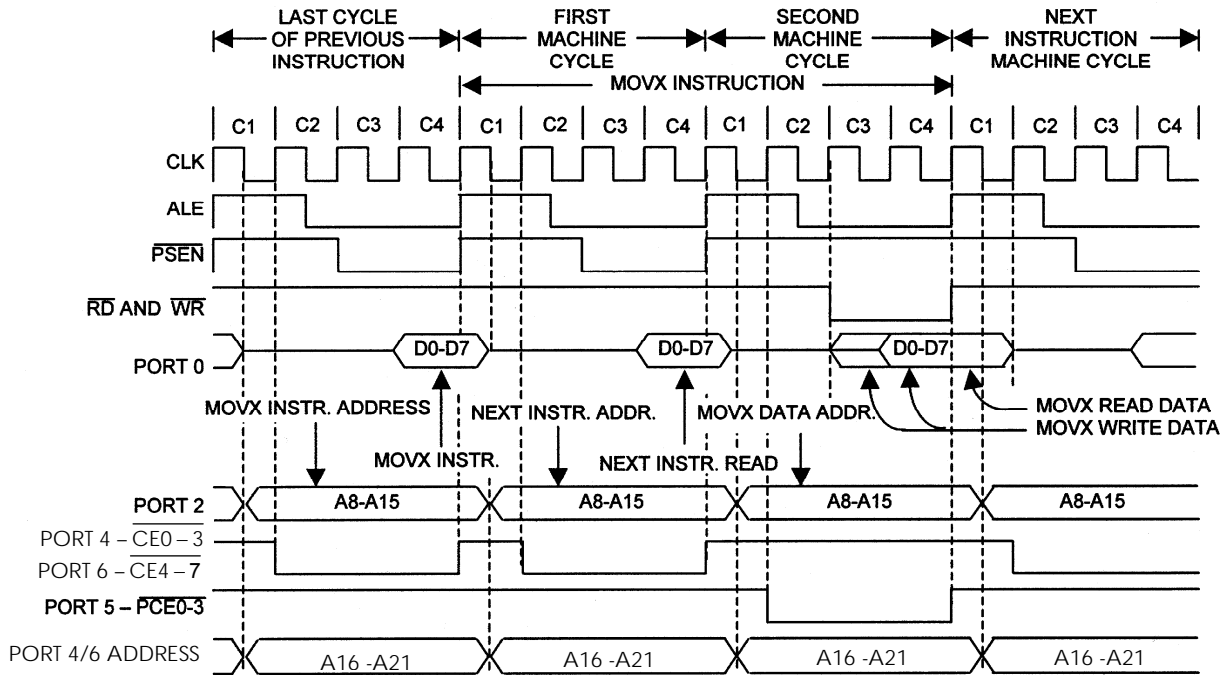 LAST CYCLE OF PREVIOUS INSTRUCTION
FIRST MACHINE CYCLE
SECOND MACHINE CYCLE
NEXT INSTRUCTION MACHINE CYCLE
MOVX INSTRUCTION
C1 C2 C3 C4 C1 C2 C3 C4 C1 C2 C3 C4 C1 C2 C3 C4
CLK
ALE
PSEN
RD AND WR
PORT 0
D0-D7 D0-D7 D0-D7
MOVX INSTR. ADDRESS
NEXT INSTR. ADDR.
MOVX DATA ADDR.
MOVX READ DATA
MOVX WRITE DATA
MOVX INSTR.
NEXT INSTR. READ
PORT 2
A8-A15 A8-A15 A8-A15 A8-A15
PORT 4 – CE0 – 3
PORT 6 – CE4 – 7
PORT 5 – PCE0-3
PORT 4/6 ADDRESS
A16 -A21 A16 -A21 A16 -A21 A16 -A21